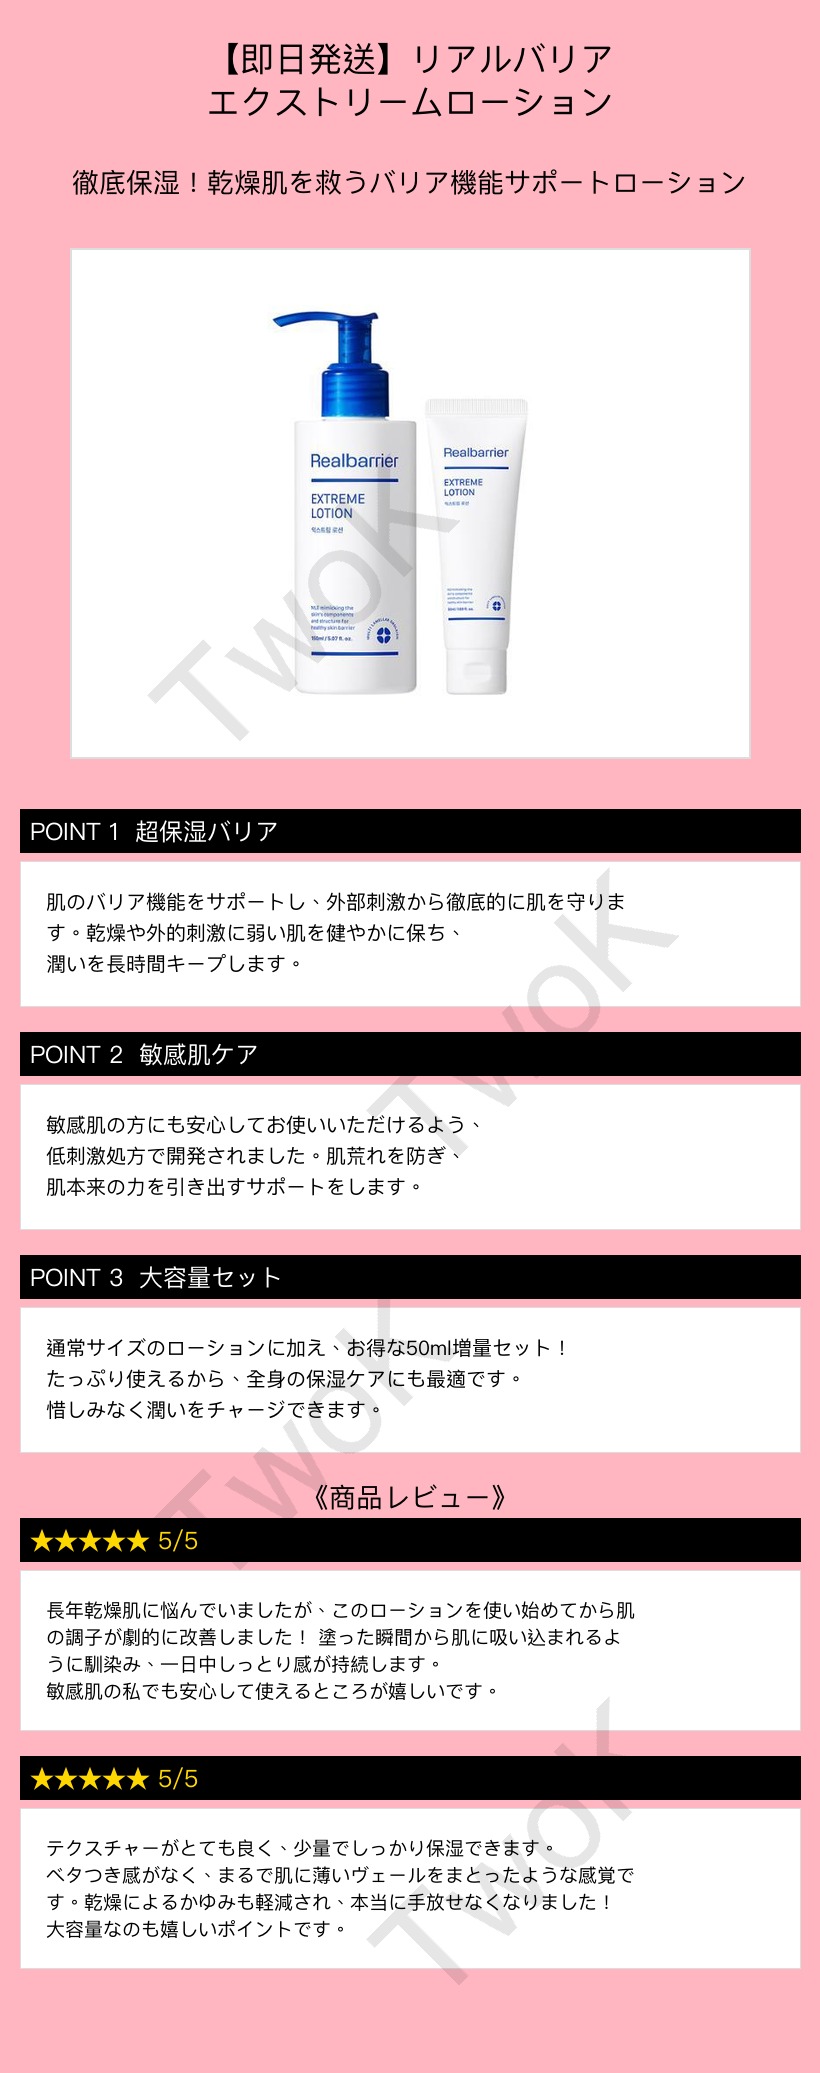 【即日発送】リアルバリア
エクストリームローション
徹底保湿！乾燥肌を救うバリア機能サポートローション
Realbarrier
EXTREME
LOTION
익스트림 로션
MLE mimicking the
skin's components
and structure for
healthy skin barrier
150ml / 5.07 fl. oz.
Realbarrier
EXTREME
LOTION
익스트림 로션
TwoK
POINT 1 超保湿バリア
肌のバリア機能をサポートし、外部刺激から徹底的に肌を守りま
す。乾燥や外的刺激に弱い肌を健やかに保ち、
潤いを長時間キープします。
TwoK
POINT 2 敏感肌ケア
敏感肌の方にも安心してお使いいただけるよう、
低刺激処方で開発されました。肌荒れを防ぎ、
肌本来の力を引き出すサポートをします。
POINT 3 大容量セット
通常サイズのローションに加え、お得な50ml増量セット！
たっぷり使えるから、全身の保湿ケアにも最適です。
惜しみなく潤いをチャージできます。
TwoK
《商品レビュー》
★★★★★ 5/5
長年乾燥肌に悩んでいましたが、このローションを使い始めてから肌
の調子が劇的に改善しました！ 塗った瞬間から肌に吸い込まれるよ
うに馴染み、一日中しっとり感が持続します。
敏感肌の私でも安心して使えるところが嬉しいです。
★★★★★ 5/5
テクスチャーがとても良く、少量でしっかり保湿できます。
ベタつき感がなく、まるで肌に薄いヴェールをまとったような感覚で
す。乾燥によるかゆみも軽減され、本当に手放せなくなりました！
大容量なのも嬉しいポイントです。
TwoK